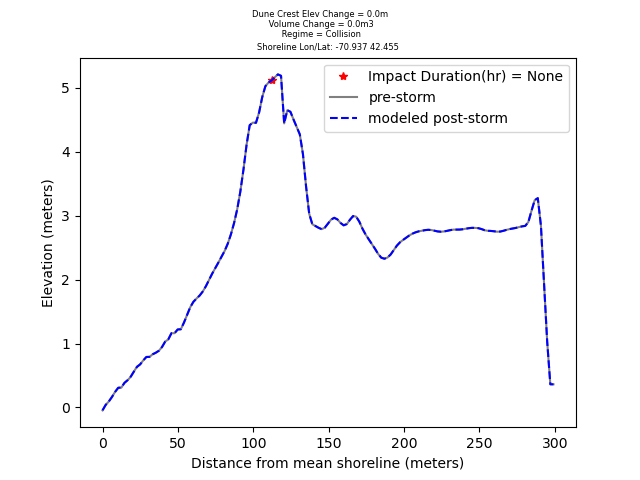 Dune Crest Elev Change = 0.0m
Volume Change = 0.0m3
Regime = Collision
Shoreline Lon/Lat: -70.937 42.455
Impact Duration(hr) = None
pre-storm
modeled post-storm
5
4
3
2
1
0
Elevation (meters)
0 50 100 150 200 250 300
Distance from mean shoreline (meters)